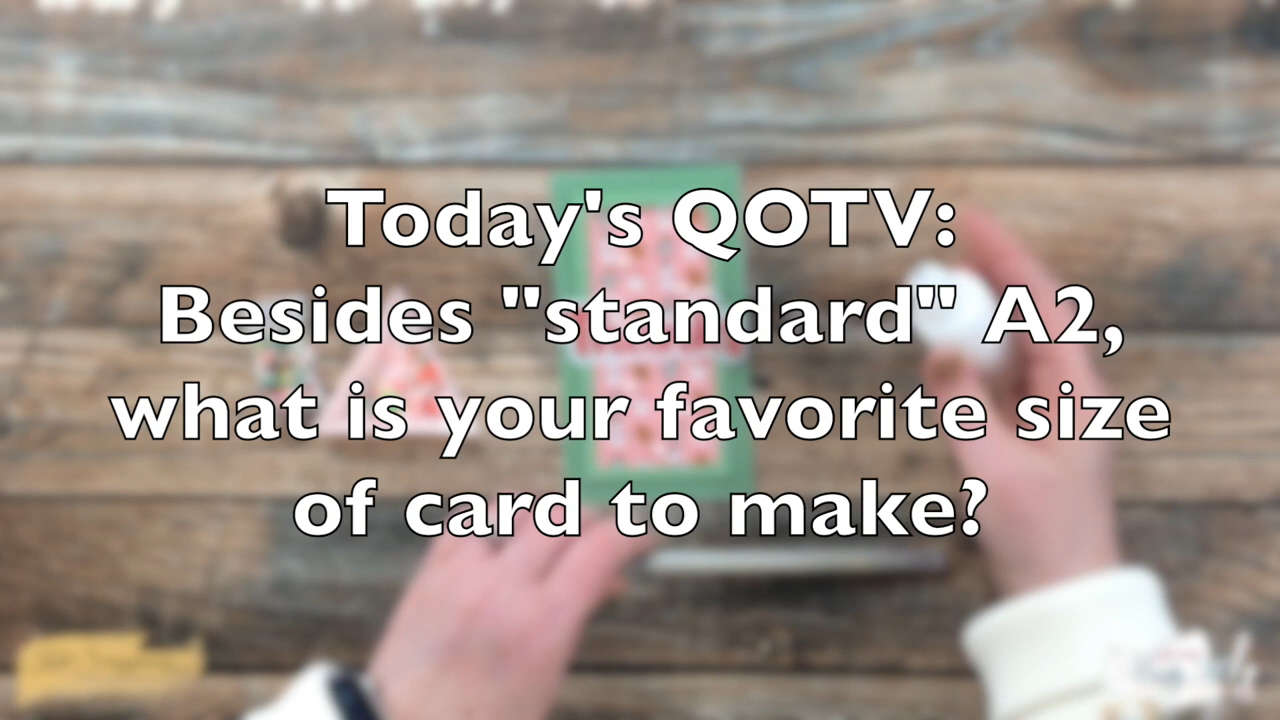 Today's QOTV:
Besides "standard" A2,
what is your favorite size
of card to make?